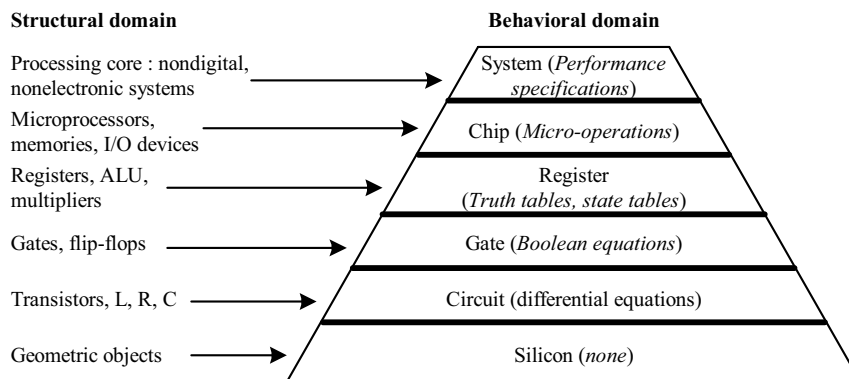 Structural domain
Behavioral domain
Processing core : nondigital,
nonelectronic systems
System (Performance
specifications)
Microprocessors,
memories, I/O devices
Chip (Micro-operations)
Registers, ALU,
multipliers
Register
(Truth tables, state tables)
Gates, flip-flops
Gate (Boolean equations)
Transistors, L, R, C
Circuit (differential equations)
Geometric objects
Silicon (none)